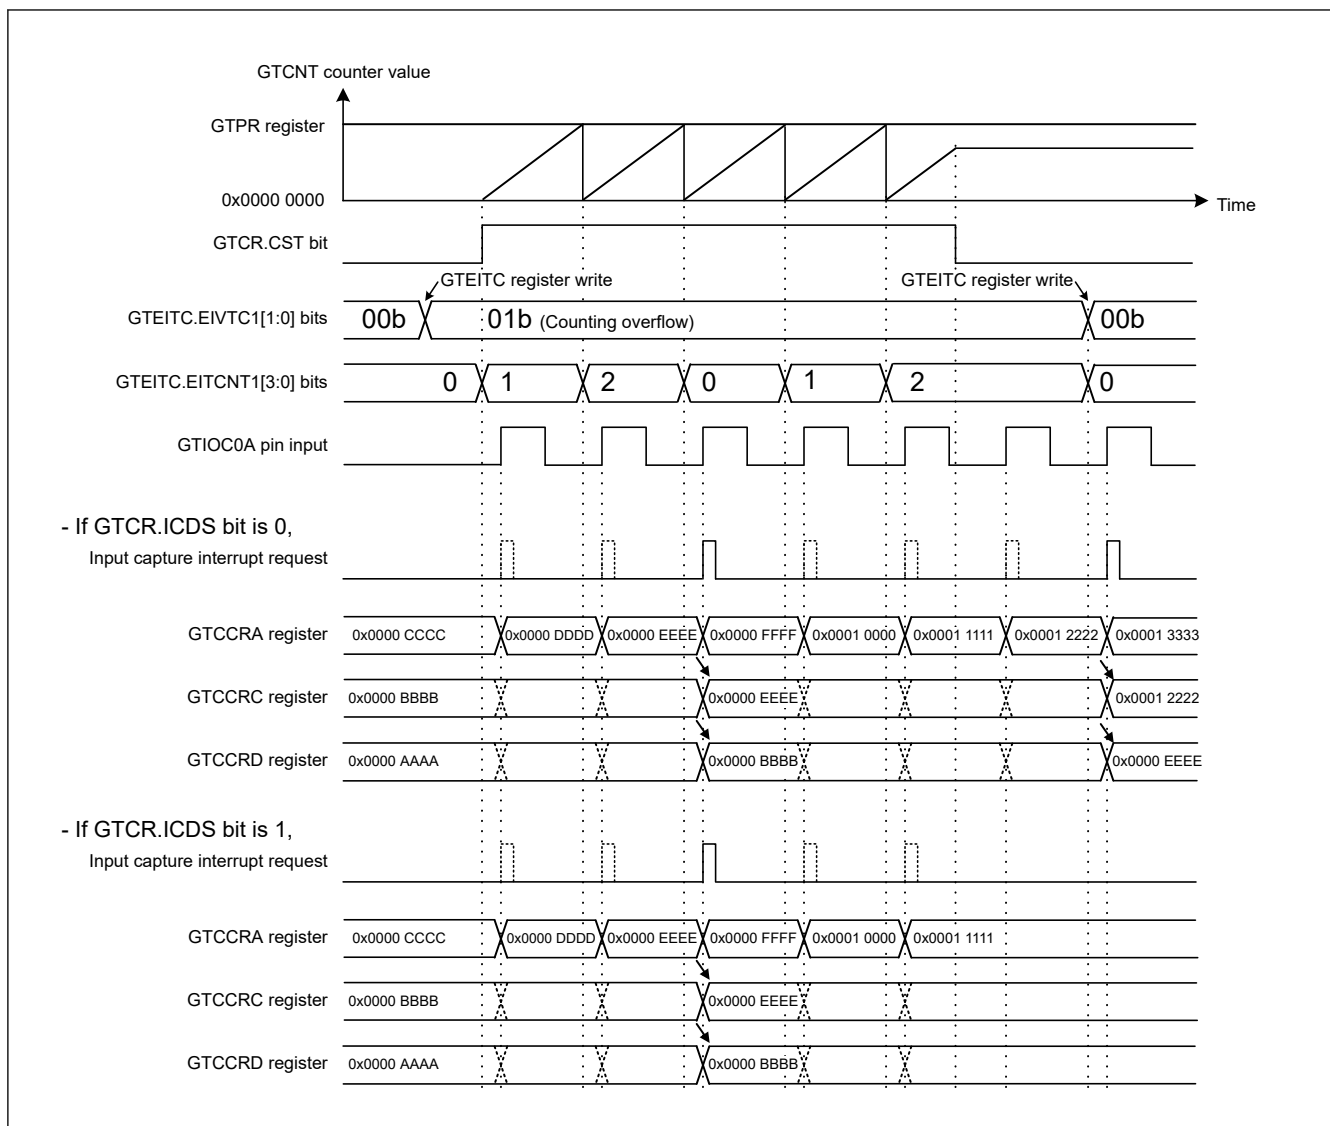 GTCNT counter value
GTPR register
0x0000 0000
Time
GTCR.CST bit
GTEITC register write GTEITC register write
GTEITC.EIVTC1[1:0] bits 00b 01b (Counting overflow) 00b
GTEITC.EITCNT1[3:0] bits 0 1 2 0 1 2 0
GTIOC0A pin input
- If GTCR.ICDS bit is 0,
Input capture interrupt request
GTCCRA register 0x0000 CCCC 0x0000 DDDD 0x0000 EEEE 0x0000 FFFF 0x0001 0000 0x0001 1111 0x0001 2222 0x0001 3333
GTCCRC register 0x0000 BBBB 0x0000 EEEE 0x0001 2222
GTCCRD register 0x0000 AAAA 0x0000 BBBB 0x0000 EEEE
- If GTCR.ICDS bit is 1,
Input capture interrupt request
GTCCRA register 0x0000 CCCC 0x0000 DDDD 0x0000 EEEE 0x0000 FFFF 0x0001 0000 0x0001 1111
GTCCRC register 0x0000 BBBB 0x0000 EEEE
GTCCRD register 0x0000 AAAA 0x0000 BBBB